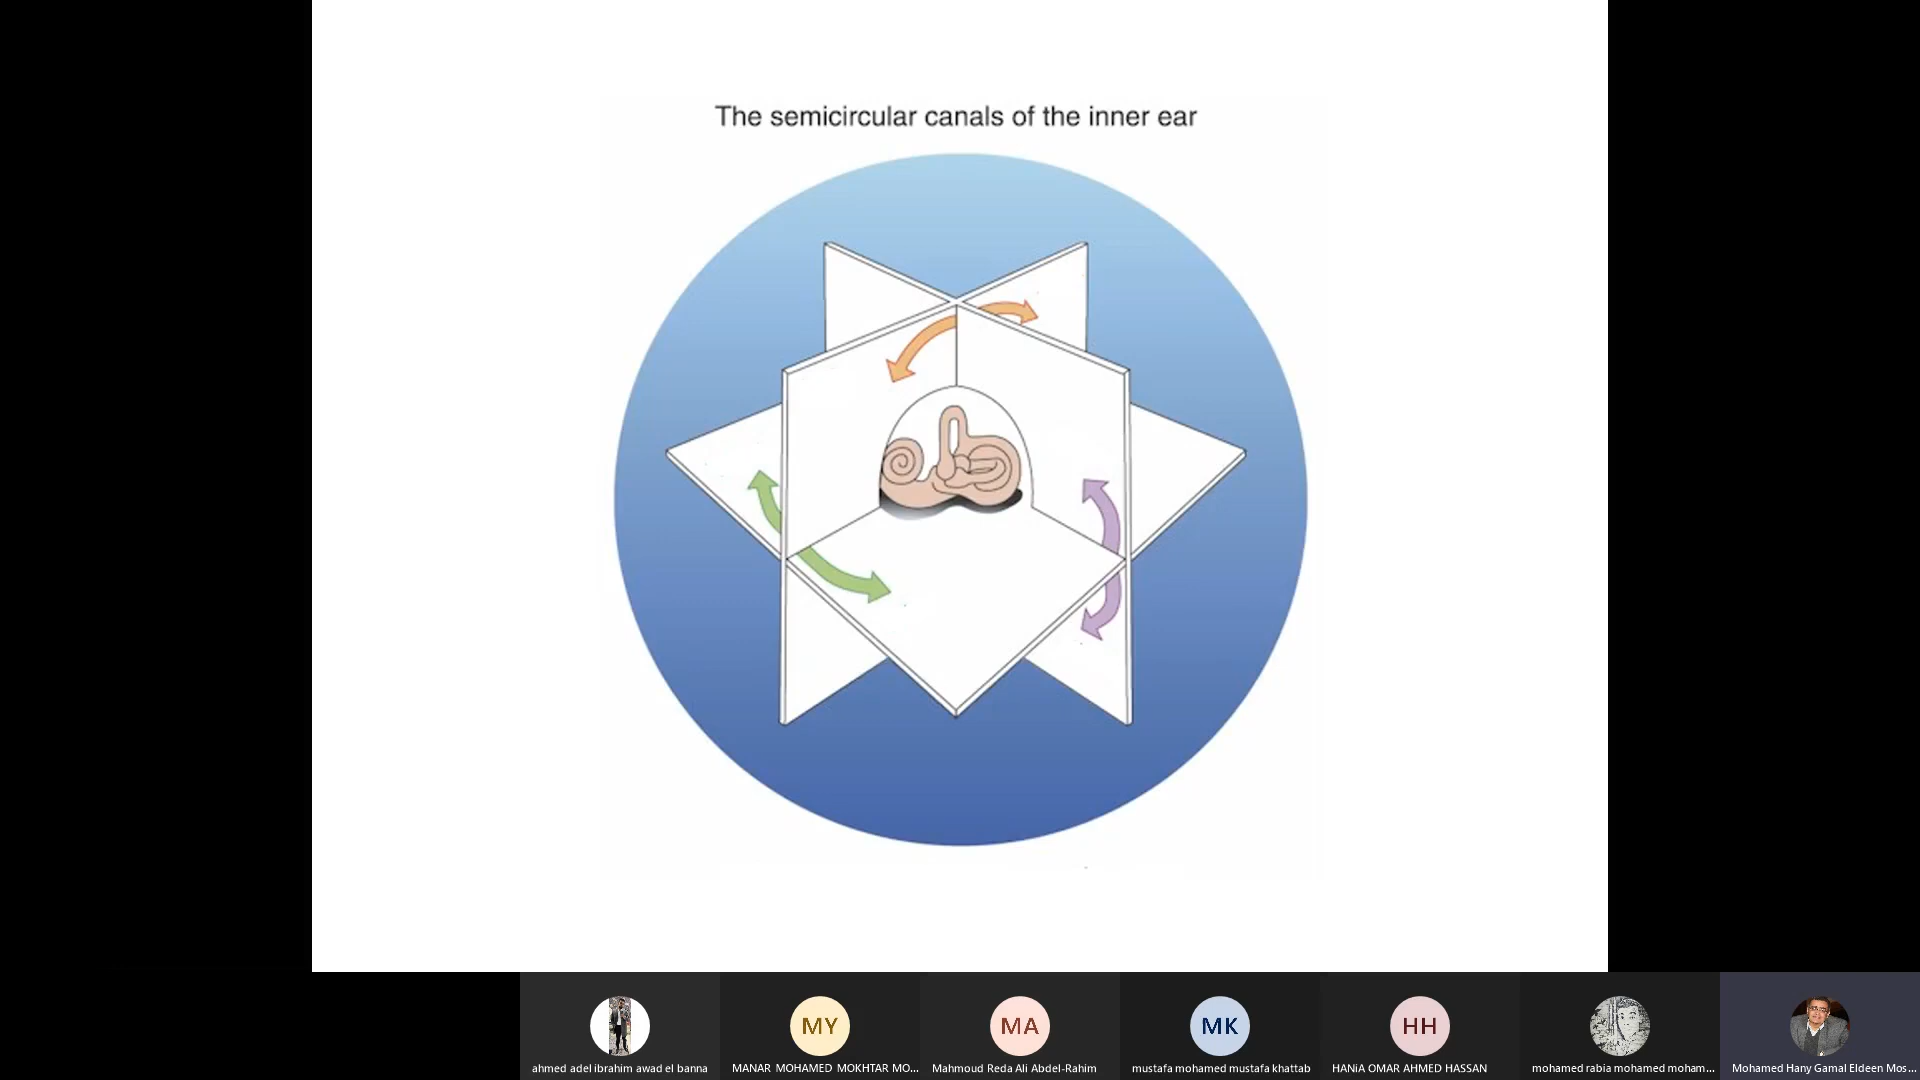 The semicircular canals of the inner ear
MY
MA
MK
HH
ahmed adel ibrahim awad el banna
MANAR MOHAMED MOKHTAR MO...
Mahmoud Reda Ali Abdel-Rahim
mustafa mohamed mustafa khattab
HANiA OMAR AHMED HASSAN
mohamed rabia mohamed moham...
Mohamed Hany Gamal Eldeen Mos...